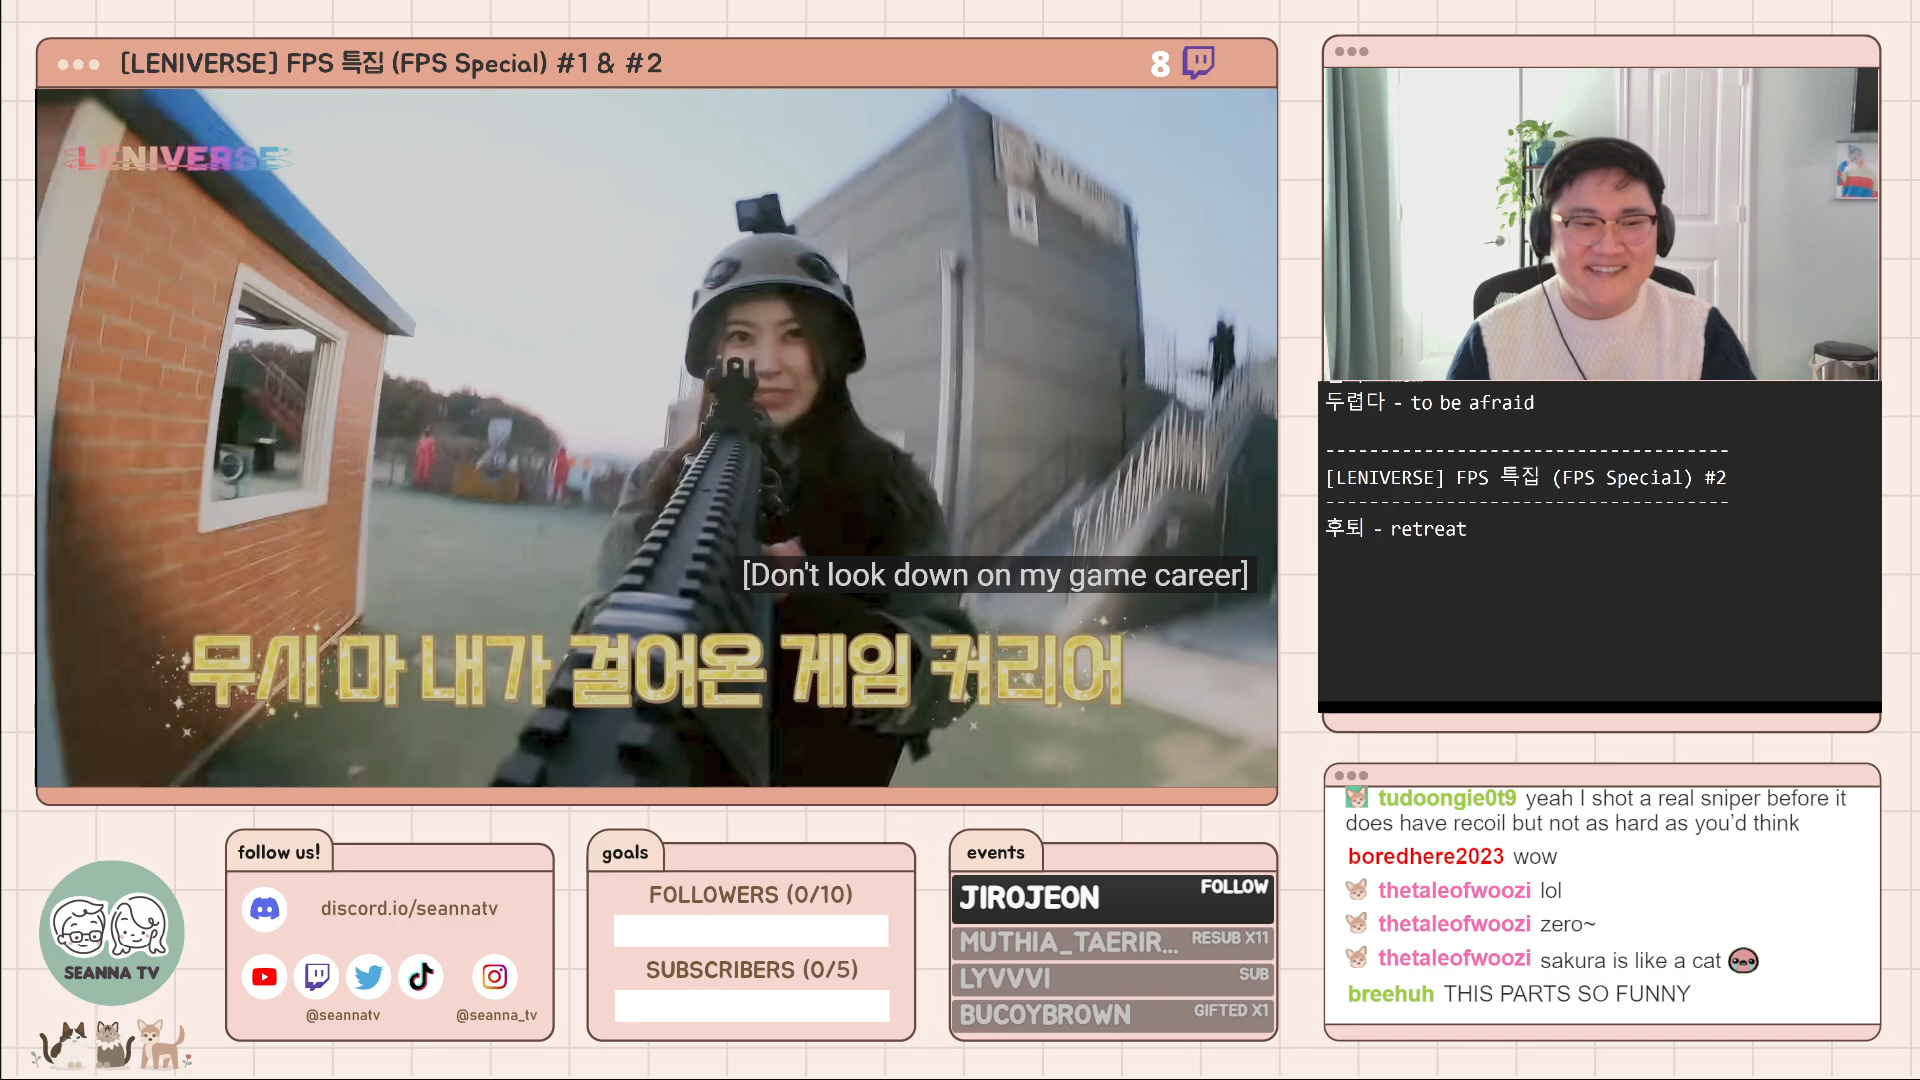 [LENIVERSE] FPS 특집 (FPS Special) #1 & #2
8
LENIVERSE
[Don't look down on my game career]
무시 마 내가 걸어온 게임 커리어
두렵다 - to be afraid
-----------------------------------
[LENIVERSE] FPS 특집 (FPS Special) #2
-----------------------------------
후퇴 - retreat
tudoongie0t9 yeah I shot a real sniper before it
does have recoil but not as hard as you'd think
boredhere2023 wow
thetaleofwoozi lol
thetaleofwoozi zero~
thetaleofwoozi sakura is like a cat
breehuh THIS PARTS SO FUNNY
SEANNA TV
follow us!
discord.io/seannatv
@seannatv
@seanna_tv
goals
FOLLOWERS (0/10)
SUBSCRIBERS (0/5)
events
JIROJEON FOLLOW
MUTHIA_TAERIR... RESUB X11
LYVVVI SUB
BUCOYBROWN GIFTED X1